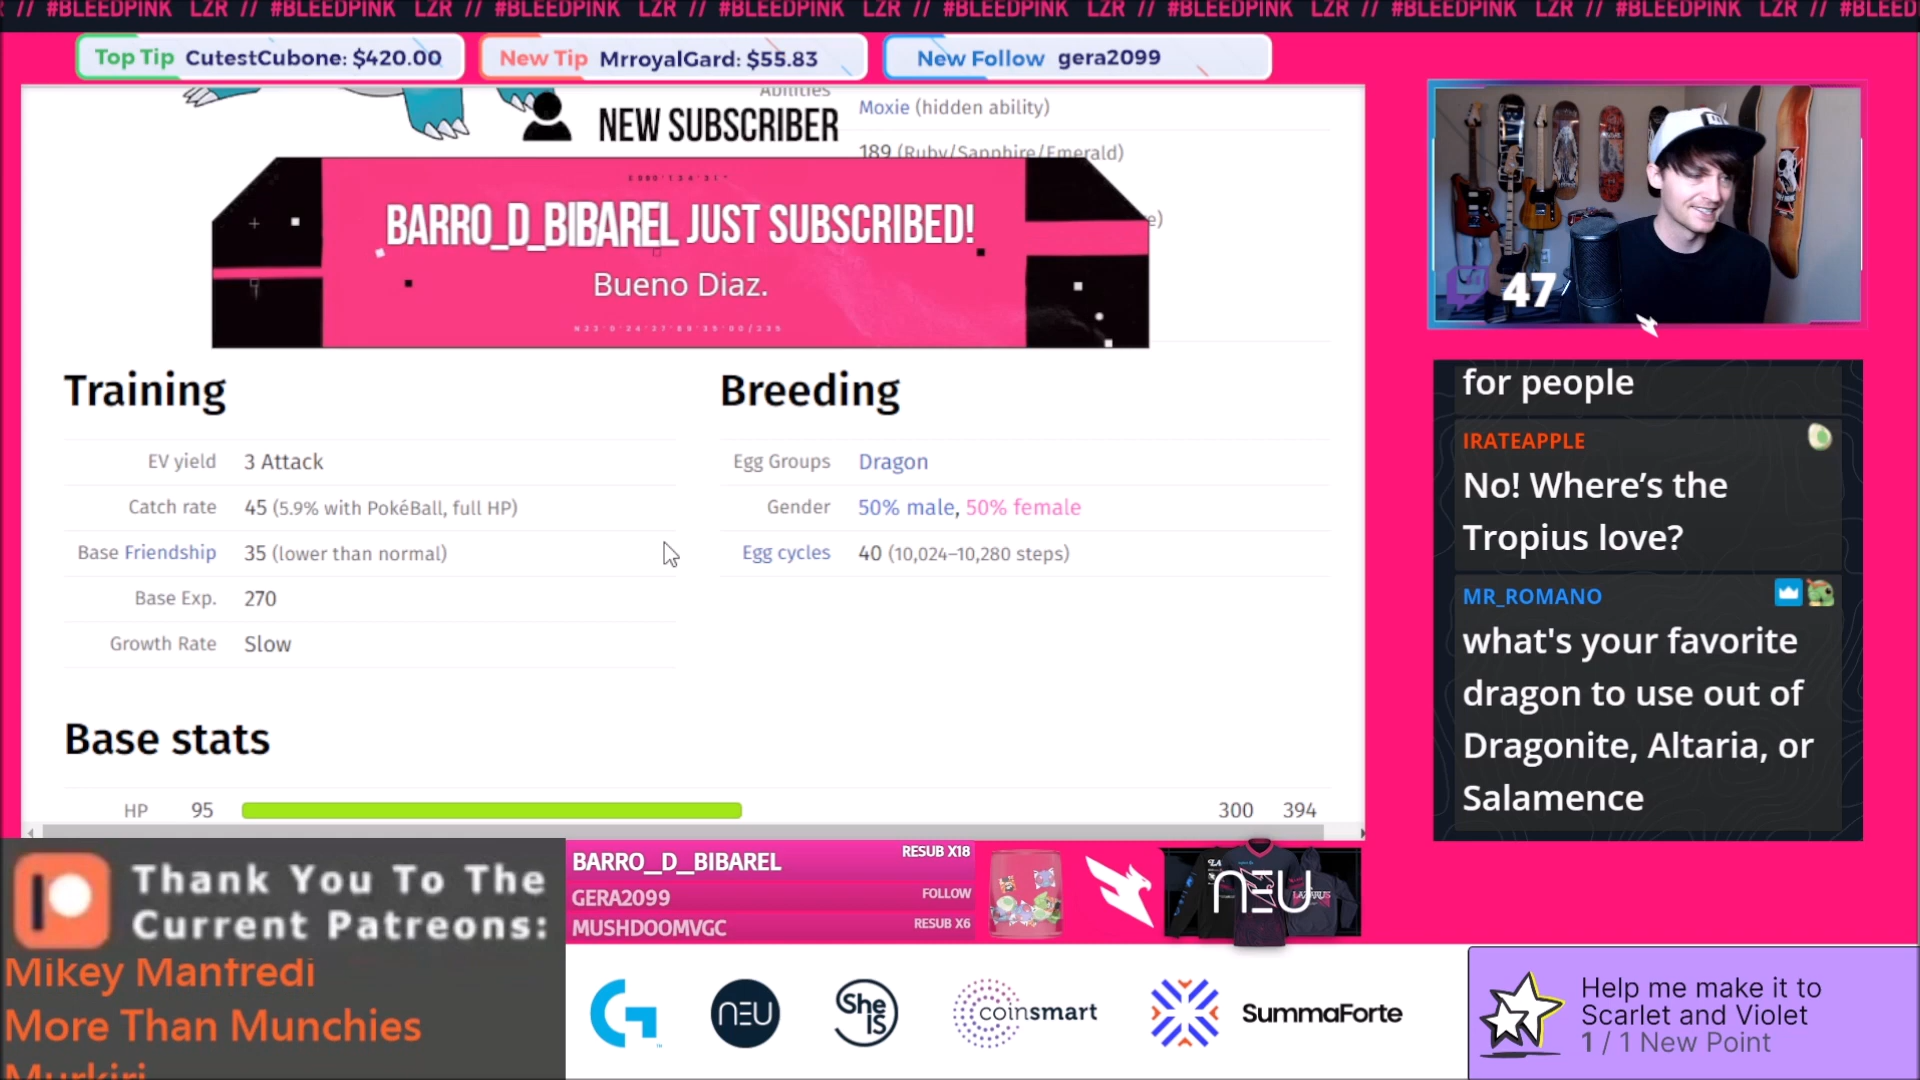 // #BLEEDPINK LZR // #BLEEDPINK LZR // #BLEEDPINK LZR // #BLEEDPINK LZR // #BLEEDPINK LZR // #BLEEDPINK LZR // #BLEEDPINK LZR // #BLEEDPINK LZR // #BLEED
Top Tip CutestCubone: $420.00
New Tip MrroyalGard: $55.83
New Follow gera2099
Abilities
Moxie (hidden ability)
NEW SUBSCRIBER
189 (Ruby/Sapphire/Emerald)
BARRO_D_BIBAREL JUST SUBSCRIBED!
e)
Bueno Diaz.
47
Training
EV yield 3 Attack
Catch rate 45 (5.9% with PokéBall, full HP)
Base Friendship 35 (lower than normal)
Base Exp. 270
Growth Rate Slow
Breeding
Egg Groups Dragon
Gender 50% male, 50% female
Egg cycles 40 (10,024–10,280 steps)
Base stats
HP 95 300 394
for people
IRATEAPPLE
No! Where's the
Tropius love?
MR_ROMANO
what's your favorite
dragon to use out of
Dragonite, Altaria, or
Salamence
Thank You To The
Current Patreons:
Mikey Manfredi
More Than Munchies
Murkiri
BARRO_D_BIBAREL RESUB X18
GERA2099 FOLLOW
MUSHDOOMVGC RESUB X6
NEU
LAZARUS
G
NEU
She IS
coinsmart
SummaForte
Help me make it to
Scarlet and Violet
1 / 1 New Point